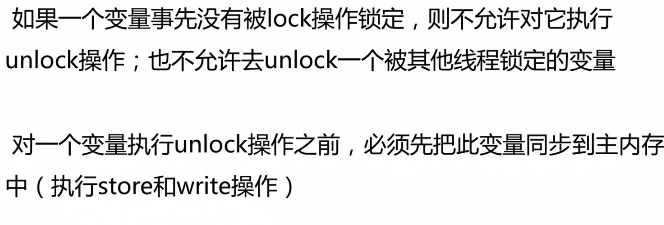 如果一个变量事先没有被lock操作锁定，则不允许对它执行
unlock操作；也不允许去unlock一个被其他线程锁定的变量
对一个变量执行unlock操作之前，必须先把此变量同步到主内存
中（执行store和write操作）